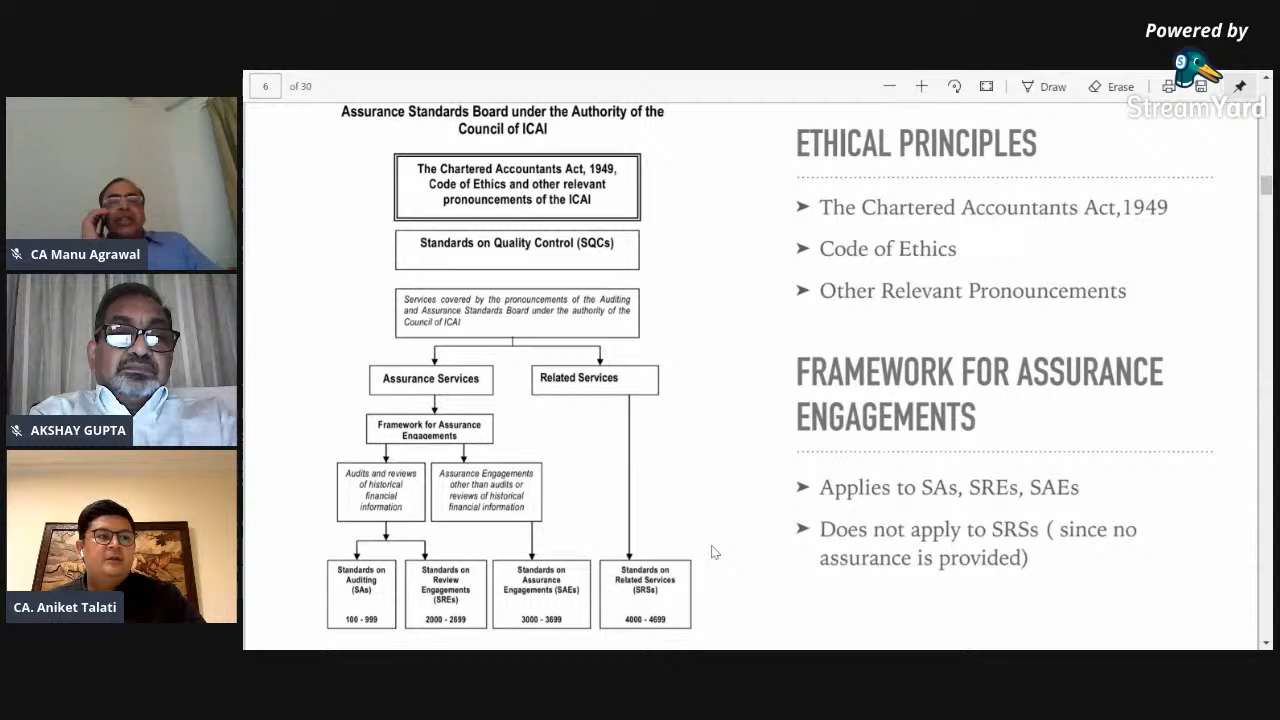 Powered by
StreamYard
6 of 30
Draw
Erase
CA Manu Agrawal
AKSHAY GUPTA
CA. Aniket Talati
Assurance Standards Board under the Authority of the
Council of ICAI
The Chartered Accountants Act, 1949,
Code of Ethics and other relevant
pronouncements of the ICAI
Standards on Quality Control (SQCs)
Services covered by the pronouncements of the Auditing
and Assurance Standards Board under the authority of the
Council of ICAI
Assurance Services
Related Services
Framework for Assurance
Engagements
Audits and reviews
of historical
financial
information
Assurance Engagements
other than audits or
reviews of historical
financial information
Standards on
Auditing
(SAs)
100 - 999
Standards on
Review
Engagements
(SREs)
2000 - 2699
Standards on
Assurance
Engagements (SAEs)
3000 - 3699
Standards on
Related Services
(SRSs)
4000 - 4699
ETHICAL PRINCIPLES
➤ The Chartered Accountants Act,1949
➤ Code of Ethics
➤ Other Relevant Pronouncements
FRAMEWORK FOR ASSURANCE
ENGAGEMENTS
➤ Applies to SAs, SREs, SAEs
➤ Does not apply to SRSs ( since no
assurance is provided)